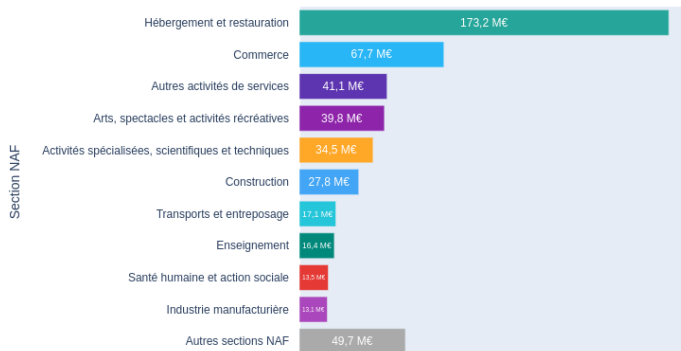 Hébergement et restauration 173,2 M€
Commerce 67,7 M€
Autres activités de services 41,1 M€
Arts, spectacles et activités récréatives 39,8 M€
Activités spécialisées, scientifiques et techniques 34,5 M€
Construction 27,8 M€
Transports et entreposage 17,1 M€
Enseignement 16,4 M€
Santé humaine et action sociale 13,5 M€
Industrie manufacturière 13,1 M€
Autres sections NAF 49,7 M€
Section NAF